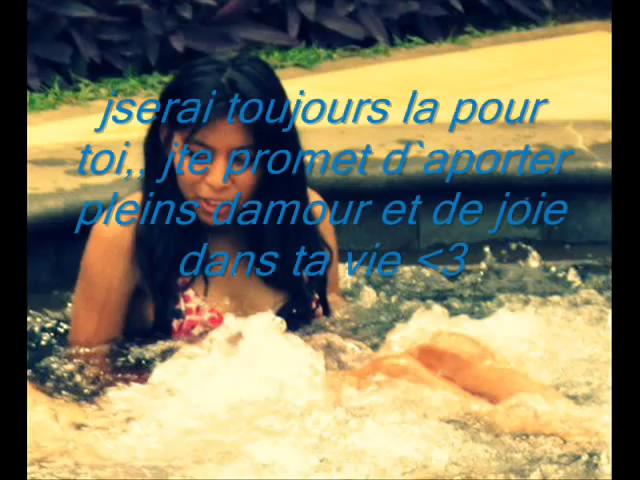 jserai toujours la pour
toi,, jte promet d`aporter
pleins damour et de joie
dans ta vie <3